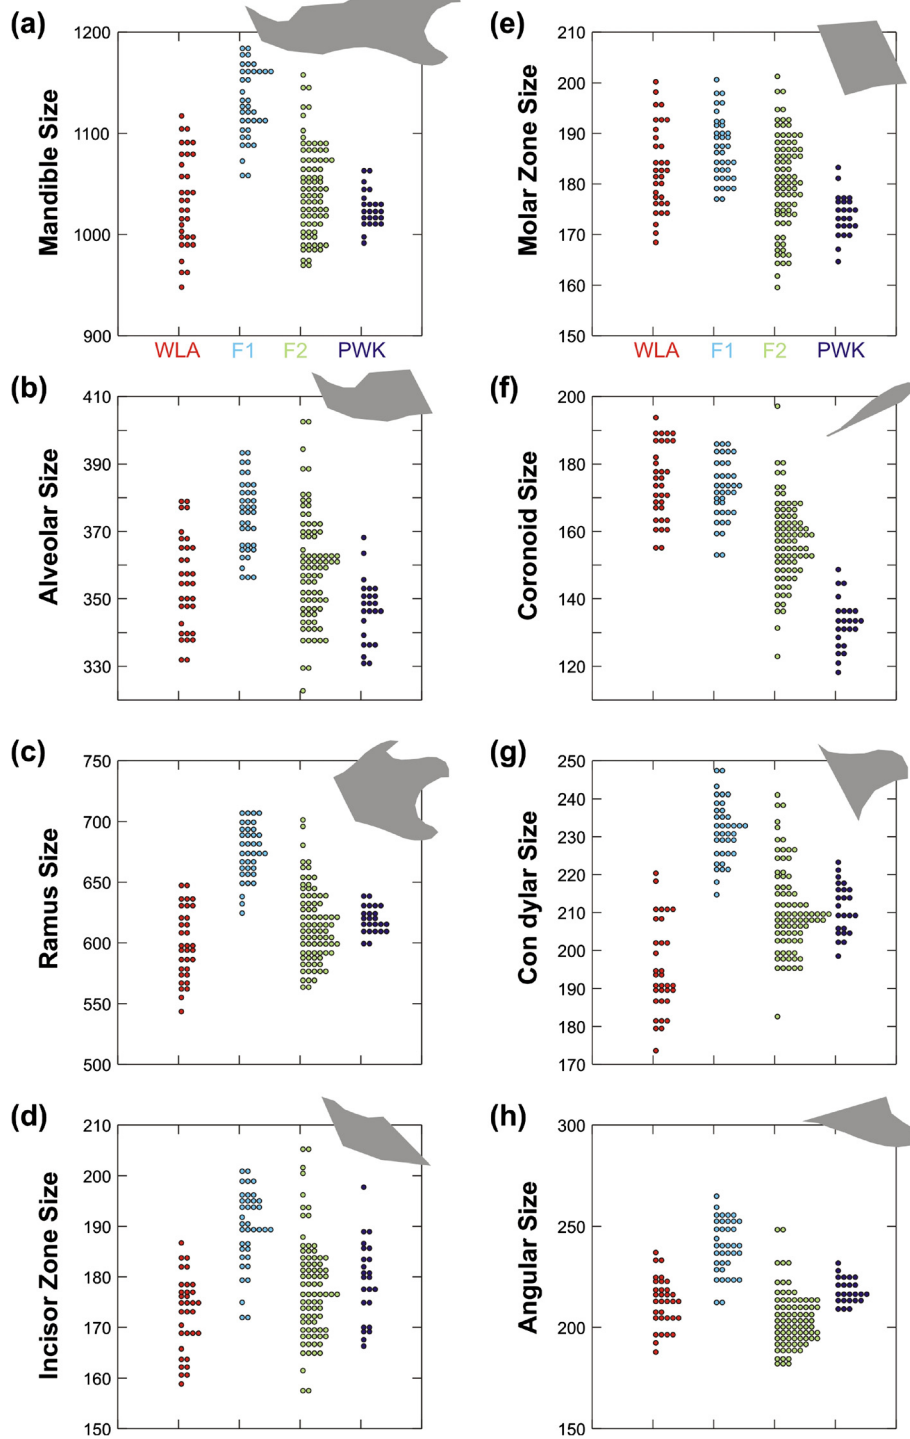 (a)
Mandible Size
1200
1100
1000
900
WLA F1 F2 PWK
(e)
Molar Zone Size
210
200
190
180
170
160
150
WLA F1 F2 PWK
(b)
Alveolar Size
410
390
370
350
330
(f)
Coronoid Size
200
180
160
140
120
(c)
Ramus Size
750
700
650
600
550
500
(g)
Con dylar Size
250
240
230
220
210
200
190
180
170
(d)
Incisor Zone Size
210
200
190
180
170
160
150
(h)
Angular Size
300
250
200
150